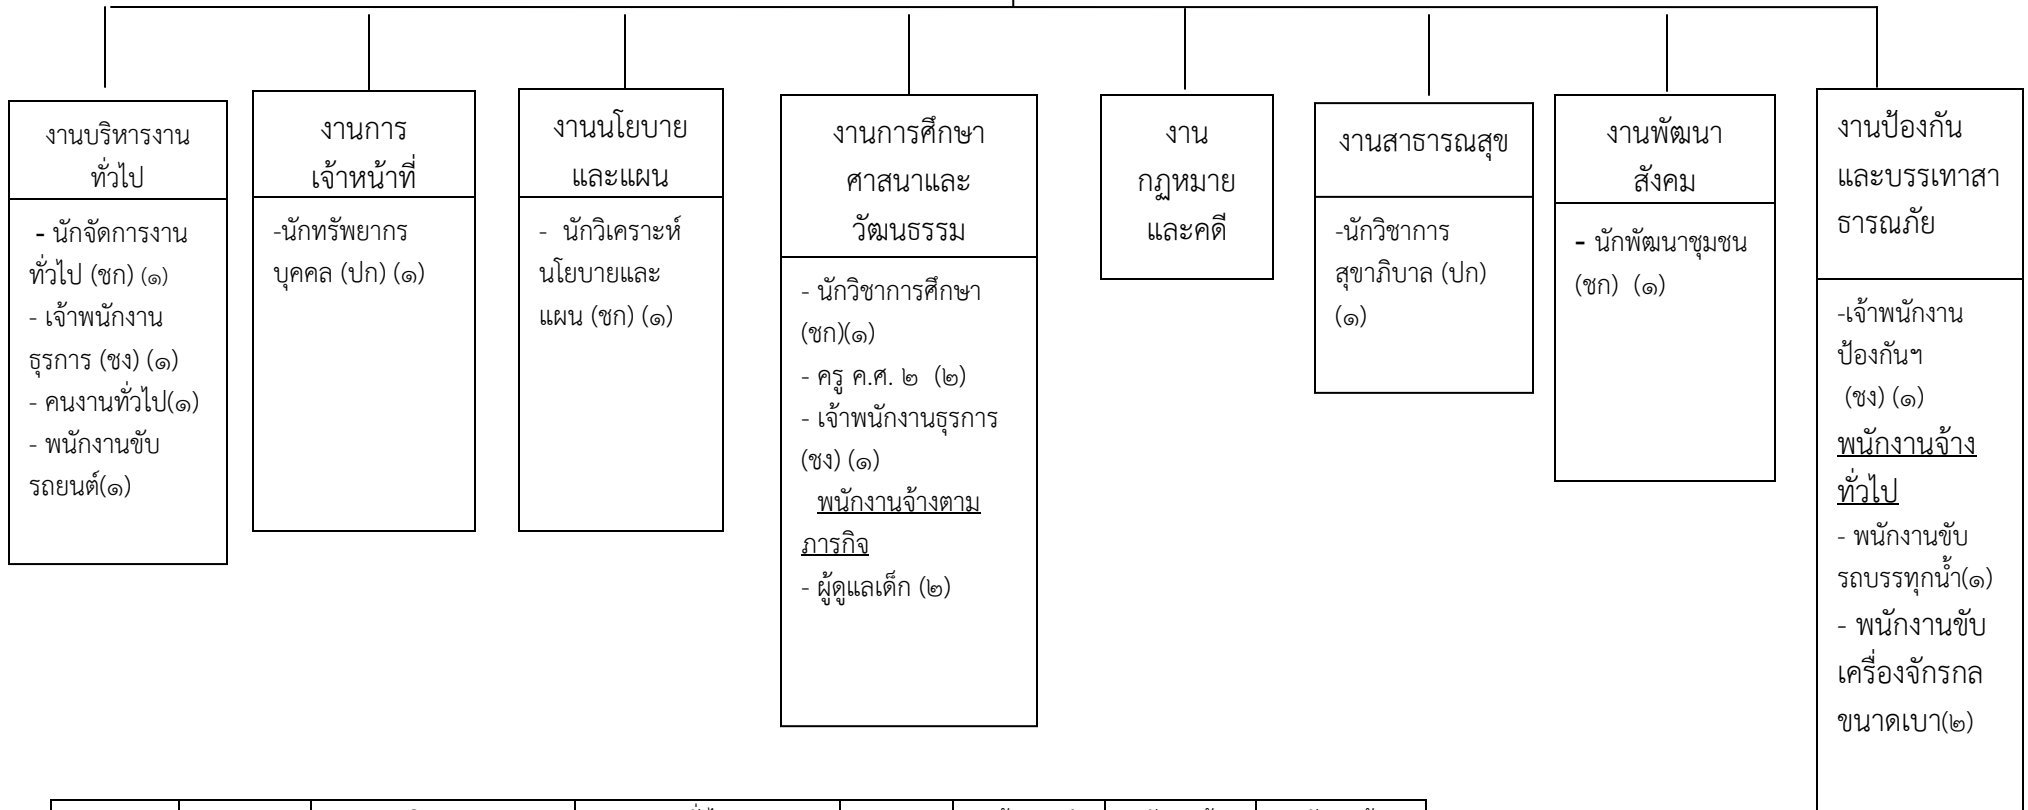 งานบริหารงาน
ทั่วไป
- นักจัดการงาน
ทั่วไป (ชก) (๑)
- เจ้าพนักงาน
ธุรการ (ชง) (๑)
- คนงานทั่วไป(๑)
- พนักงานขับ
รถยนต์(๑)
งานการ
เจ้าหน้าที่
-นักทรัพยากร
บุคคล (ปก) (๑)
งานนโยบาย
และแผน
- นักวิเคราะห์
นโยบายและ
แผน (ชก) (๑)
งานการศึกษา
ศาสนาและ
วัฒนธรรม
- นักวิชาการศึกษา
(ชก)(๑)
- ครู ค.ศ. ๒ (๒)
- เจ้าพนักงานธุรการ
(ชง) (๑)
พนักงานจ้างตาม
ภารกิจ
- ผู้ดูแลเด็ก (๒)
งาน
กฎหมาย
และคดี
งานสาธารณสุข
-นักวิชาการ
สุขาภิบาล (ปก)
(๑)
งานพัฒนา
สังคม
- นักพัฒนาชุมชน
(ชก) (๑)
งานป้องกัน
และบรรเทาสา
ธารณภัย
-เจ้าพนักงาน
ป้องกันฯ
(ชง) (๑)
พนักงานจ้าง
ทั่วไป
- พนักงานขับ
รถบรรทุกน้ำ(๑)
- พนักงานขับ
เครื่องจักรกล
ขนาดเบา(๒)